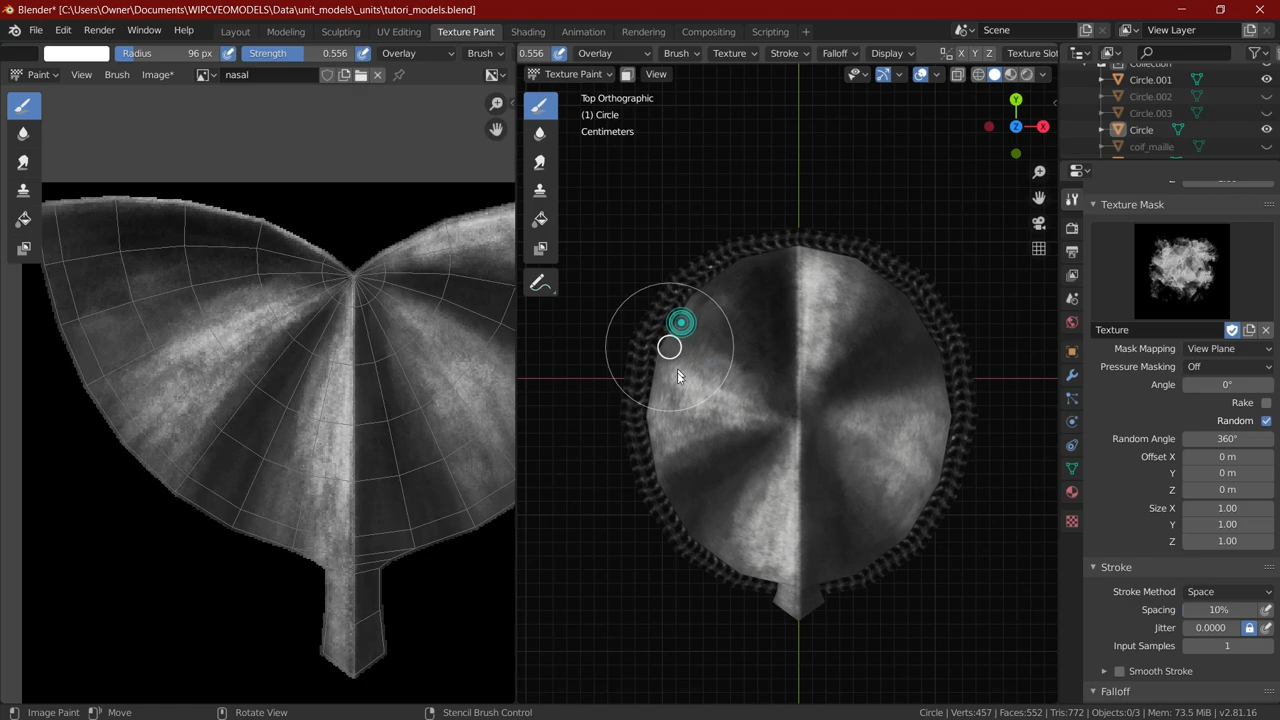 Blender* [C:\Users\Owner\Documents\WIPCVEOMODELS\Data\unit_models\_units\tutori_models.blend]
File Edit Render Window Help Layout Modeling Sculpting UV Editing Texture Paint Shading Animation Rendering Compositing Scripting + Scene View Layer
Radius 96 px Strength 0.556 Overlay Brush 0.556 Overlay Brush Texture Stroke Falloff Display X Y Z Texture Slot
Paint View Brush Image* nasal Texture Paint View
Top Orthographic
(1) Circle
Centimeters
Y
X
Z
Circle.001
Circle.002
Circle.003
Circle
coif_maille
Texture Mask
Texture
Mask Mapping View Plane
Pressure Masking Off
Angle 0°
Rake
Random
Random Angle 360°
Offset X 0 m
Y 0 m
Z 0 m
Size X 1.00
Y 1.00
Z 1.00
Stroke
Stroke Method Space
Spacing 10%
Jitter 0.0000
Input Samples 1
Smooth Stroke
Falloff
Image Paint Move Rotate View Stencil Brush Control Circle | Verts:457 | Faces:552 | Tris:772 | Objects:0/3 | Mem: 73.5 MiB | v2.81.16